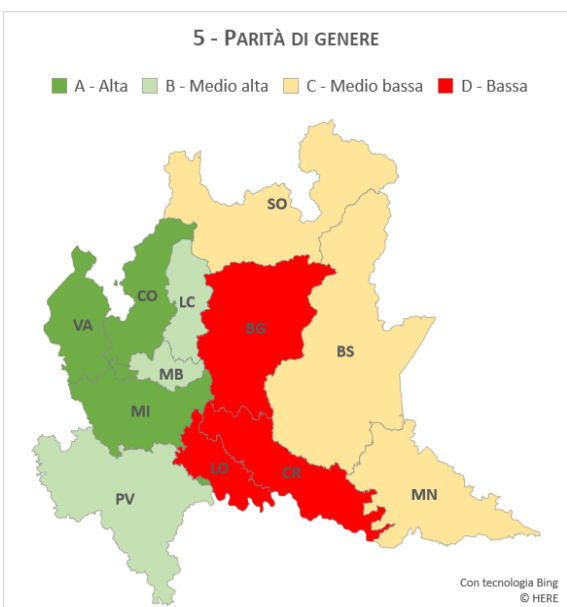 5 - PARITÀ DI GENERE
A - Alta B - Medio alta C - Medio bassa D - Bassa
SO
CO
LC
VA
BG
BS
MB
MI
LO
CR
MN
PV
Con tecnologia Bing
© HERE